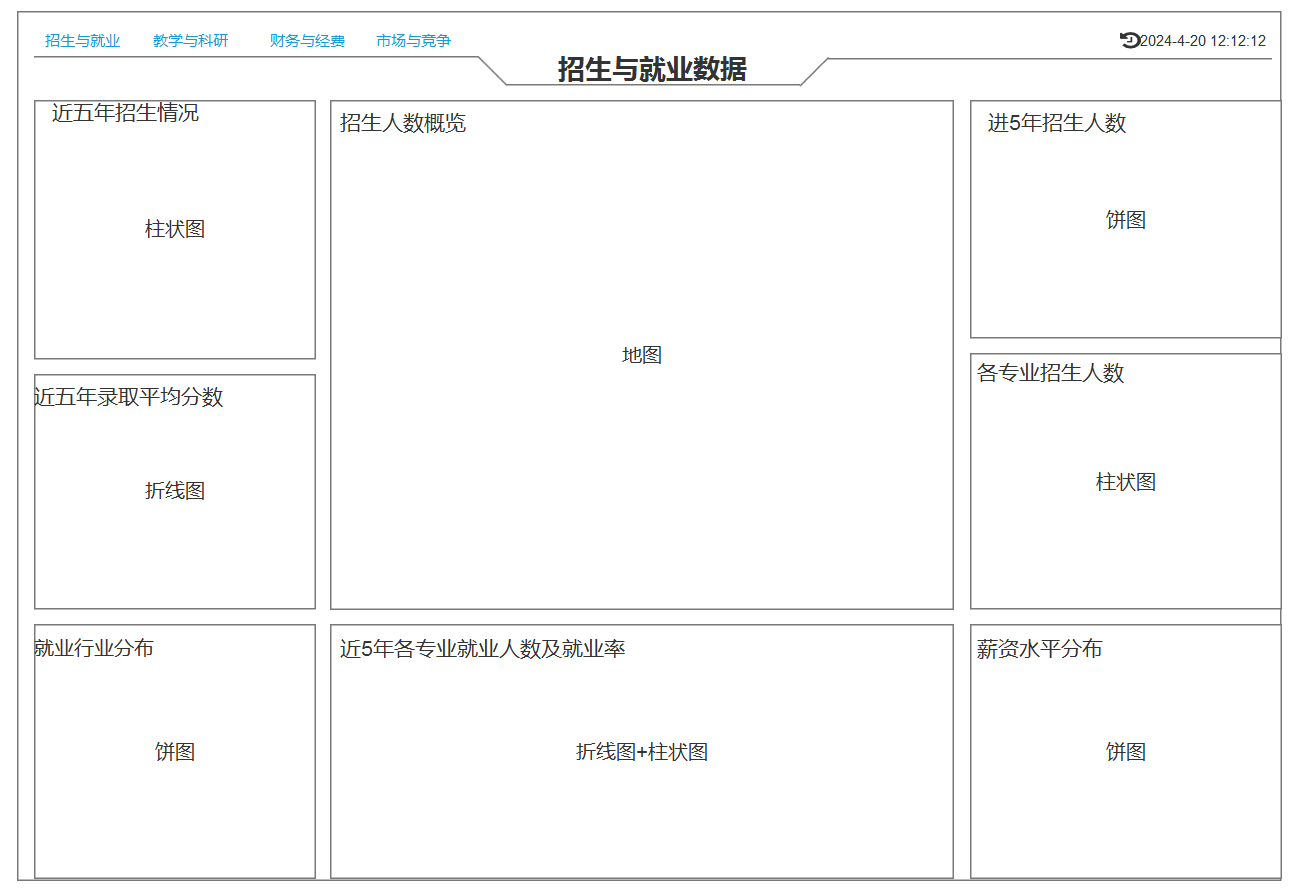 招生与就业 教学与科研 财务与经费 市场与竞争 2024-4-20 12:12:12
招生与就业数据
近五年招生情况
柱状图
近五年录取平均分数
折线图
就业行业分布
饼图
招生人数概览
地图
近5年各专业就业人数及就业率
折线图+柱状图
进5年招生人数
饼图
各专业招生人数
柱状图
薪资水平分布
饼图